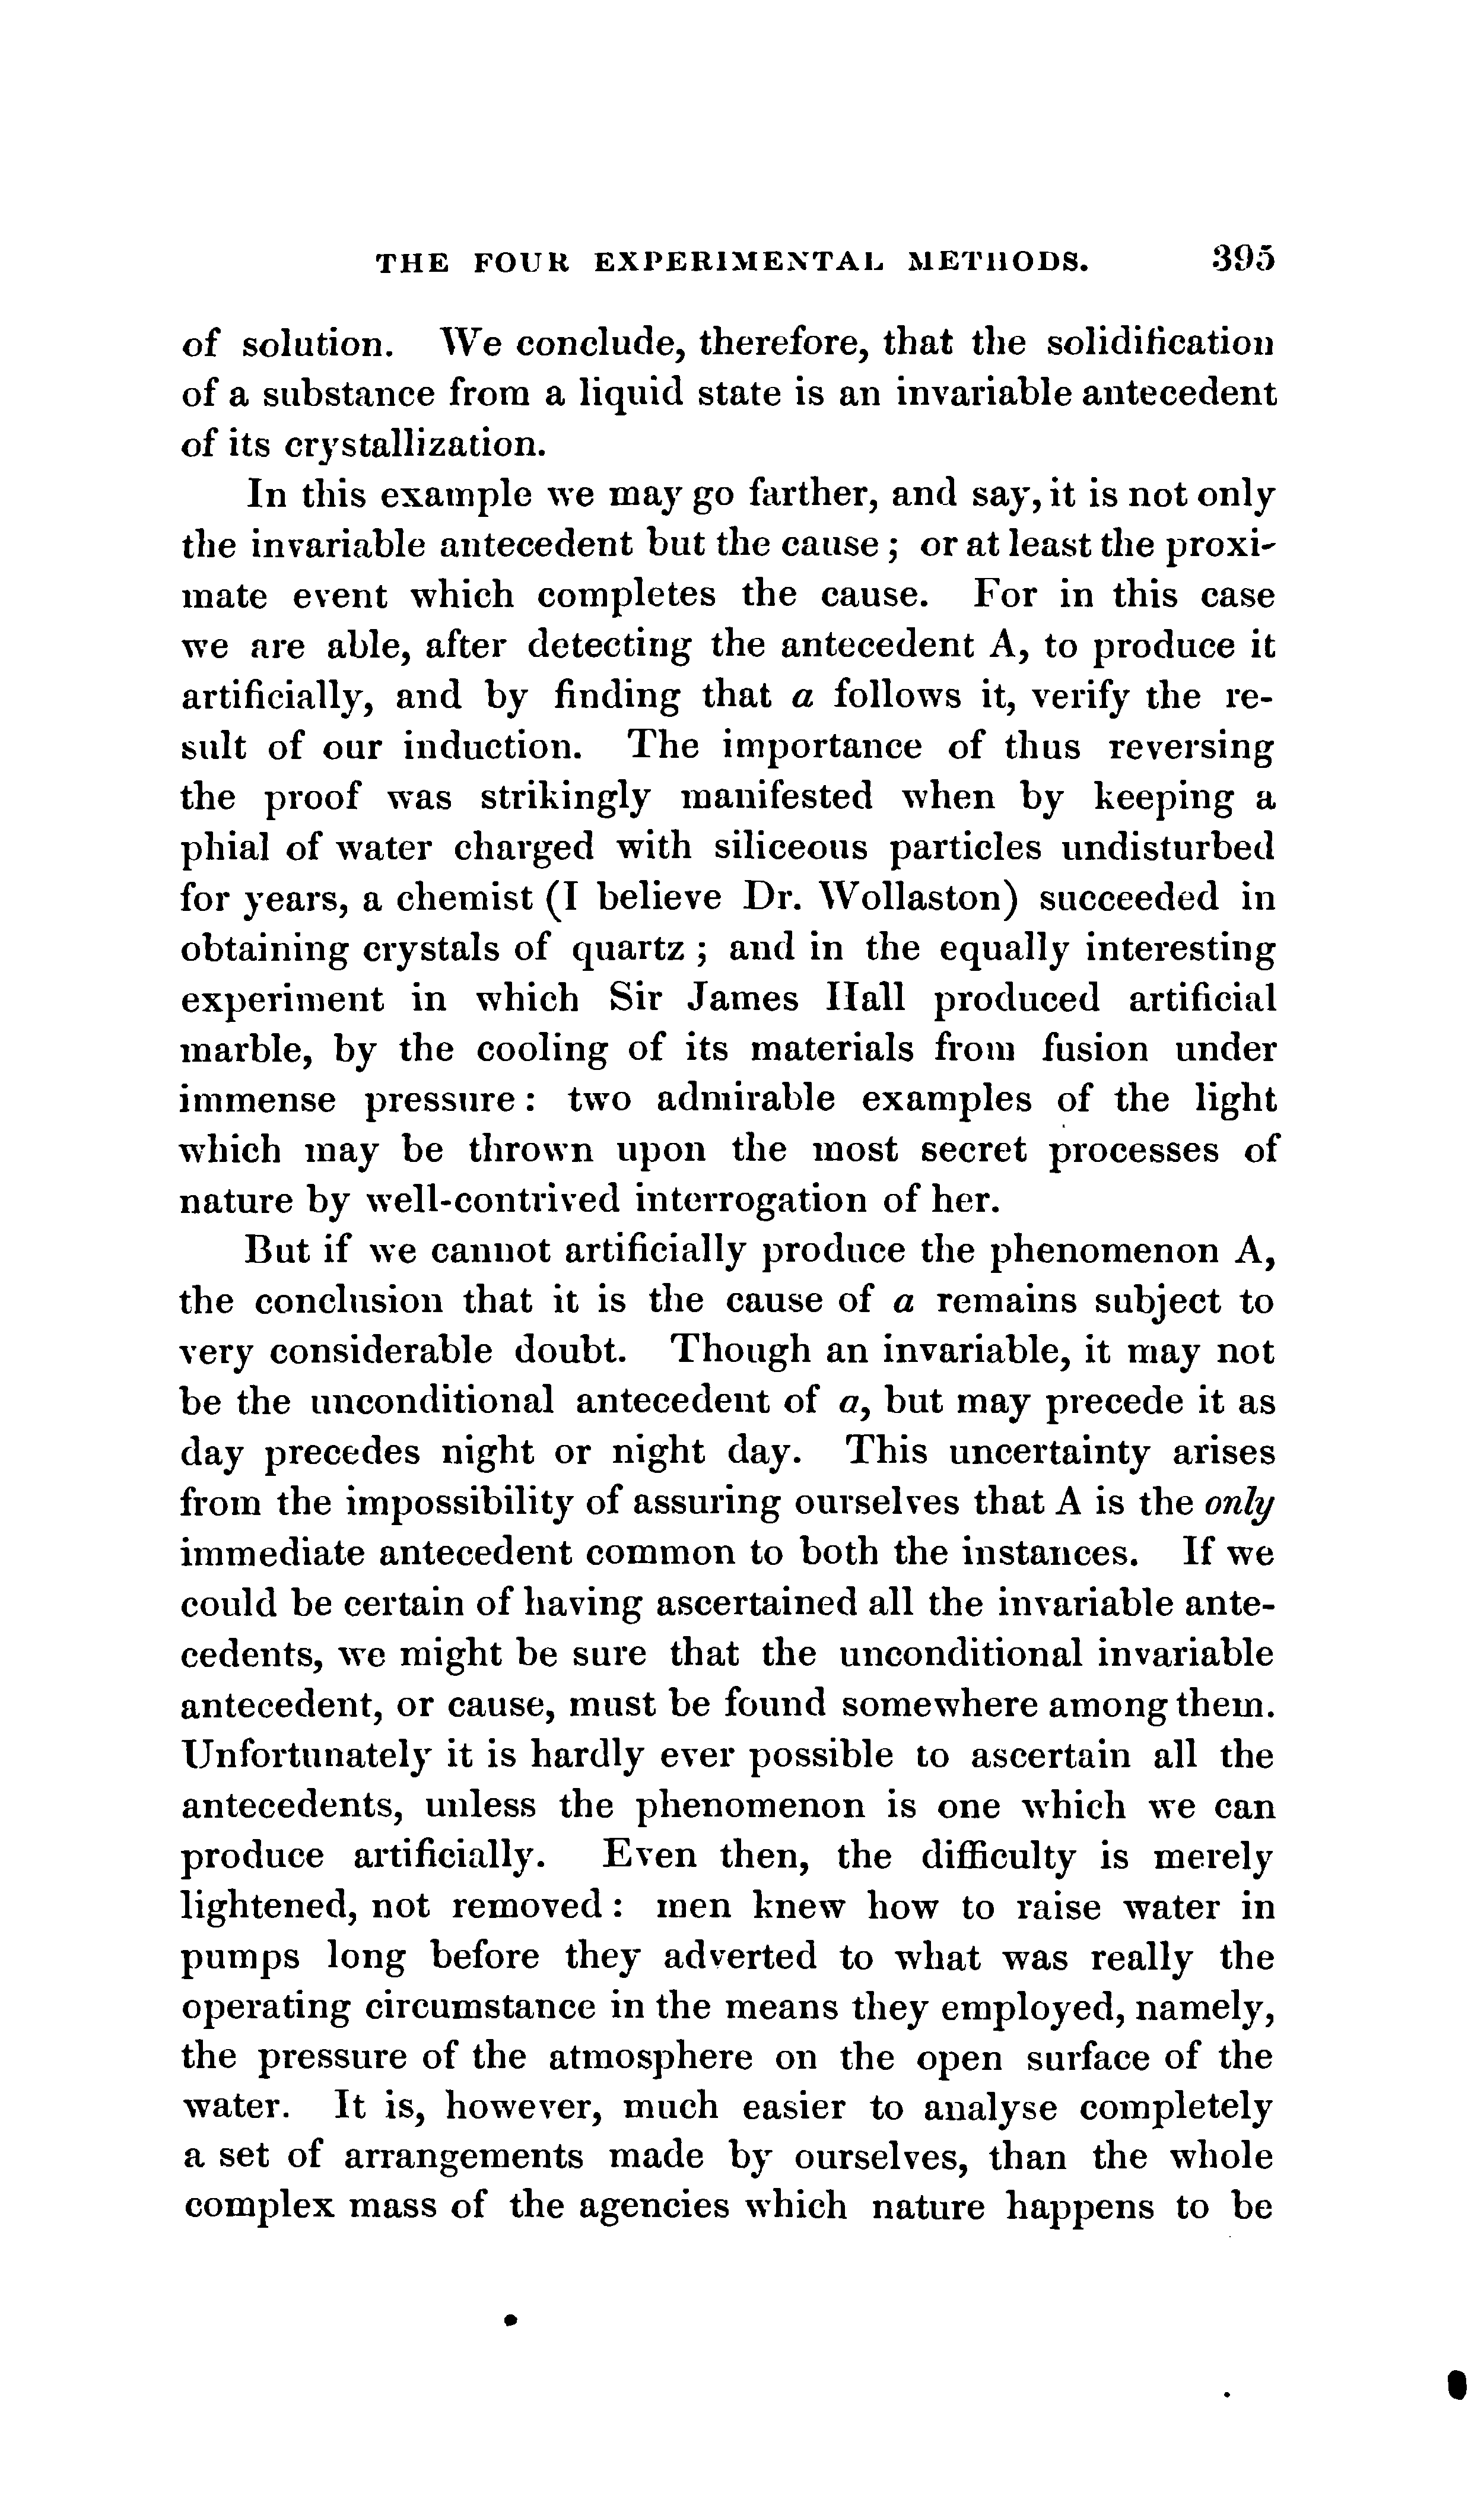 THE FOUR EXPERIMENTAL METHODS. 395
of solution. We conclude, therefore, that the solidification
of a substance from a liquid state is an invariable antecedent
of its crystallization.
In this example we may go farther, and say, it is not only
the invariable antecedent but the cause; or at least the proxi-
mate event which completes the cause. For in this case
we are able, after detecting the antecedent A, to produce it
artificially, and by finding that a follows it, verify the re-
sult of our induction. The importance of thus reversing
the proof was strikingly manifested when by keeping a
phial of water charged with siliceous particles undisturbed
for years, a chemist (I believe Dr. Wollaston) succeeded in
obtaining crystals of quartz; and in the equally interesting
experiment in which Sir James Hall produced artificial
marble, by the cooling of its materials from fusion under
immense pressure: two admirable examples of the light
which may be thrown upon the most secret processes of
nature by well-contrived interrogation of her.
But if we cannot artificially produce the phenomenon A,
the conclusion that it is the cause of a remains subject to
very considerable doubt. Though an invariable, it may not
be the unconditional antecedent of a, but may precede it as
day precedes night or night day. This uncertainty arises
from the impossibility of assuring ourselves that A is the only
immediate antecedent common to both the instances. If we
could be certain of having ascertained all the invariable ante-
cedents, we might be sure that the unconditional invariable
antecedent, or cause, must be found somewhere among them.
Unfortunately it is hardly ever possible to ascertain all the
antecedents, unless the phenomenon is one which we can
produce artificially. Even then, the difficulty is merely
lightened, not removed: men knew how to raise water in
pumps long before they adverted to what was really the
operating circumstance in the means they employed, namely,
the pressure of the atmosphere on the open surface of the
water. It is, however, much easier to analyse completely
a set of arrangements made by ourselves, than the whole
complex mass of the agencies which nature happens to be